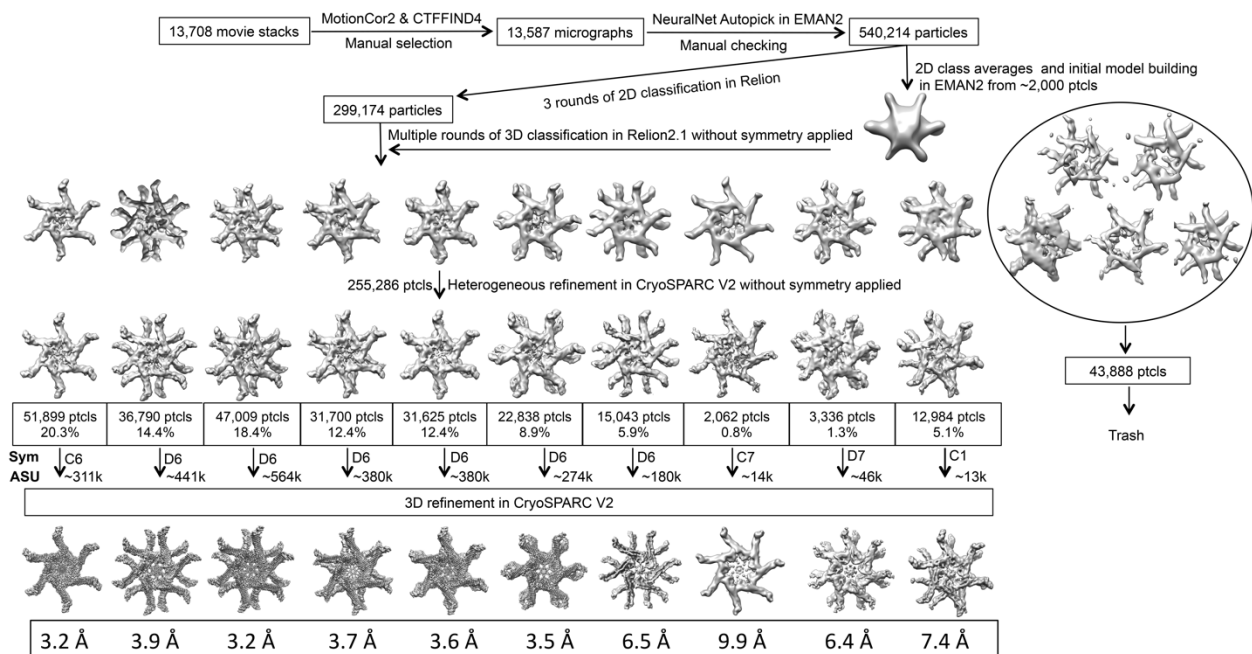 13,708 movie stacks
MotionCor2 & CTFFIND4
Manual selection
13,587 micrographs
NeuralNet Autopick in EMAN2
Manual checking
540,214 particles
3 rounds of 2D classification in Relion
2D class averages and initial model building
in EMAN2 from ~2,000 ptcls
299,174 particles
Multiple rounds of 3D classification in Relion2.1 without symmetry applied
255,286 ptcls
Heterogeneous refinement in CryoSPARC V2 without symmetry applied
43,888 ptcls
Trash
51,899 ptcls 36,790 ptcls 47,009 ptcls 31,700 ptcls 31,625 ptcls 22,838 ptcls 15,043 ptcls 2,062 ptcls 3,336 ptcls 12,984 ptcls
20.3% 14.4% 18.4% 12.4% 12.4% 8.9% 5.9% 0.8% 1.3% 5.1%
Sym C6 D6 D6 D6 D6 D6 D6 C7 D7 C1
ASU ~311k ~441k ~564k ~380k ~380k ~274k ~180k ~14k ~46k ~13k
3D refinement in CryoSPARC V2
3.2 Å 3.9 Å 3.2 Å 3.7 Å 3.6 Å 3.5 Å 6.5 Å 9.9 Å 6.4 Å 7.4 Å